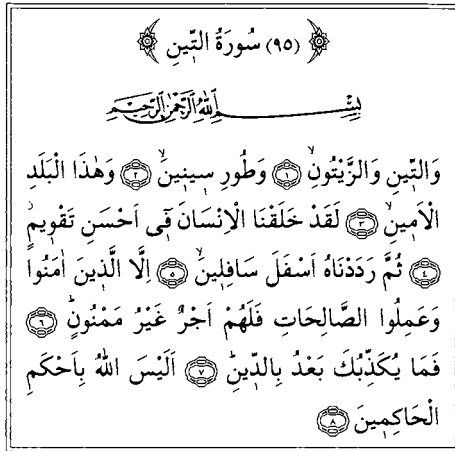 ﴿(٩٥) سُورَةُ التّ۪ينِ﴾
بِسْمِ اللّٰهِ الرَّحْمٰنِ الرَّح۪يمِ
وَالتّ۪ينِ وَالزَّيْتُونِۙ ﴿١﴾ وَطُورِ س۪ين۪ينَۙ ﴿٢﴾ وَهٰذَا الْبَلَدِ
الْاَم۪ينِۙ ﴿٣﴾ لَقَدْ خَلَقْنَا الْاِنْسَانَ ف۪ٓي اَحْسَنِ تَقْو۪يمٍۘ
﴿٤﴾ ثُمَّ رَدَدْنَاهُ اَسْفَلَ سَافِل۪ينَۙ ﴿٥﴾ اِلَّا الَّذ۪ينَ اٰمَنُوا
وَعَمِلُوا الصَّالِحَاتِ فَلَهُمْ اَجْرٌ غَيْرُ مَمْنُونٍۜ ﴿٦﴾
فَمَا يُكَذِّبُكَ بَعْدُ بِالدّ۪ينِۜ ﴿٧﴾ اَلَيْسَ اللّٰهُ بِاَحْكَمِ
الْحَاكِم۪ينَ ﴿٨﴾